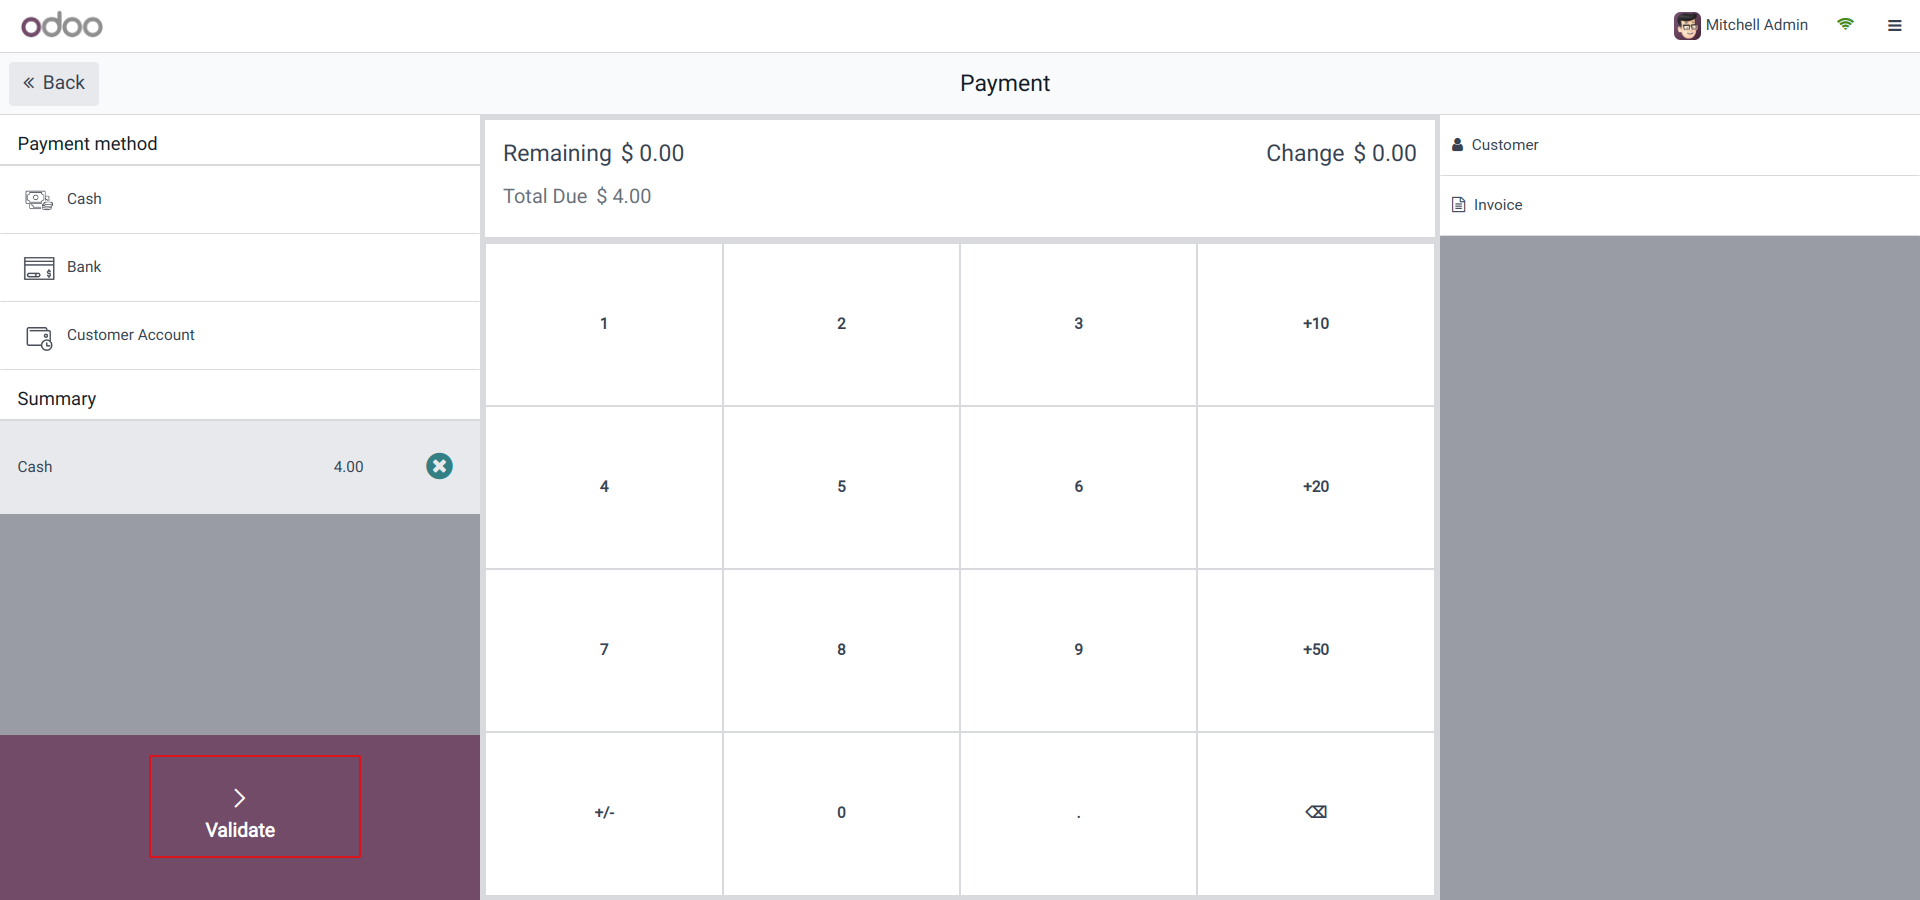 odoo
Mitchell Admin
Back
Payment
Payment method
Cash
Bank
Customer Account
Summary
Cash 4.00
Validate
Remaining $ 0.00
Change $ 0.00
Total Due $ 4.00
1 2 3 +10
4 5 6 +20
7 8 9 +50
+/- 0 . ⌫
Customer
Invoice